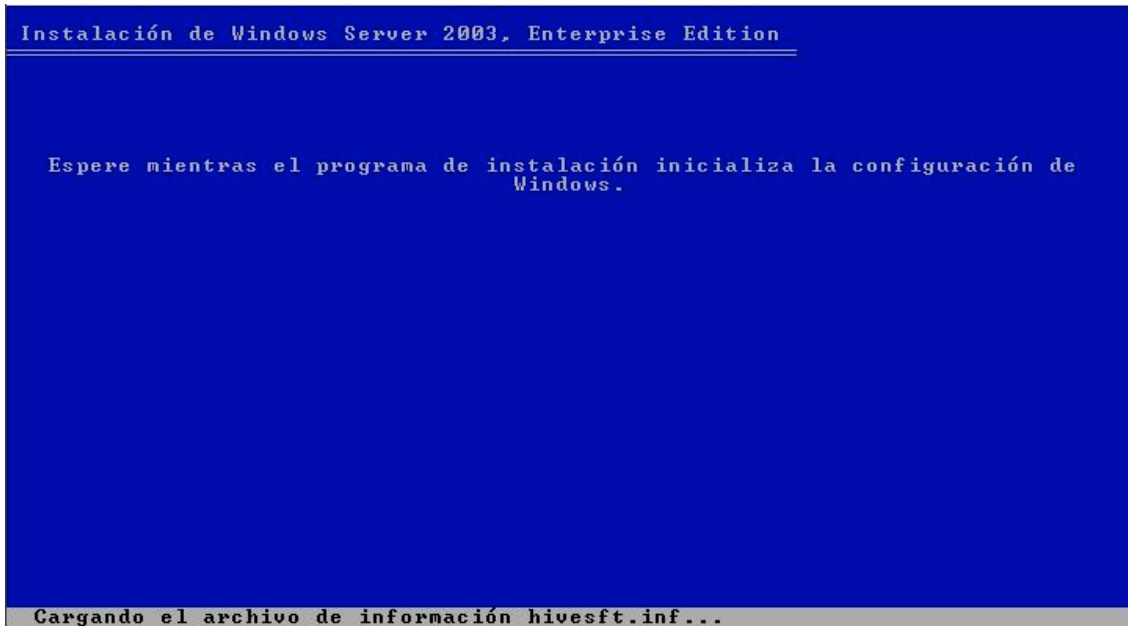 Instalación de Windows Server 2003, Enterprise Edition
Espere mientras el programa de instalación inicializa la configuración de
Windows.
Cargando el archivo de información hivesft.inf...